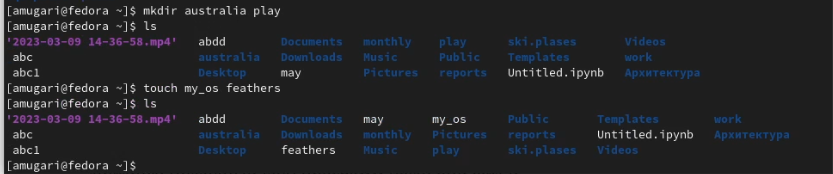 [amugari@fedora ~]$ mkdir australia play
[amugari@fedora ~]$ ls
'2023-03-09 14-36-58.mp4' abdd Documents monthly play ski.plases Videos
abc australia Downloads Music Public Templates work
abc1 Desktop may Pictures reports Untitled.ipynb Архитектура
[amugari@fedora ~]$ touch my_os feathers
[amugari@fedora ~]$ ls
'2023-03-09 14-36-58.mp4' abdd Documents may my_os Public Templates work
abc australia Downloads monthly Pictures reports Untitled.ipynb Архитектура
abc1 Desktop feathers Music play ski.plases Videos
[amugari@fedora ~]$